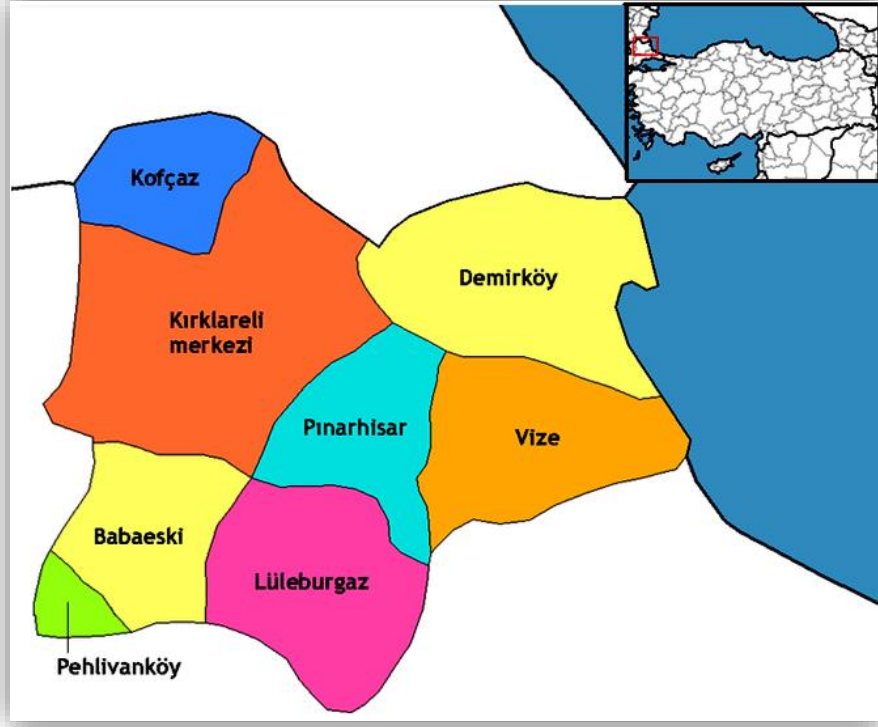 Kofçaz
Demirköy
Kırklareli
merkezi
Pınarhisar
Vize
Babaeski
Lüleburgaz
Pehlivanköy